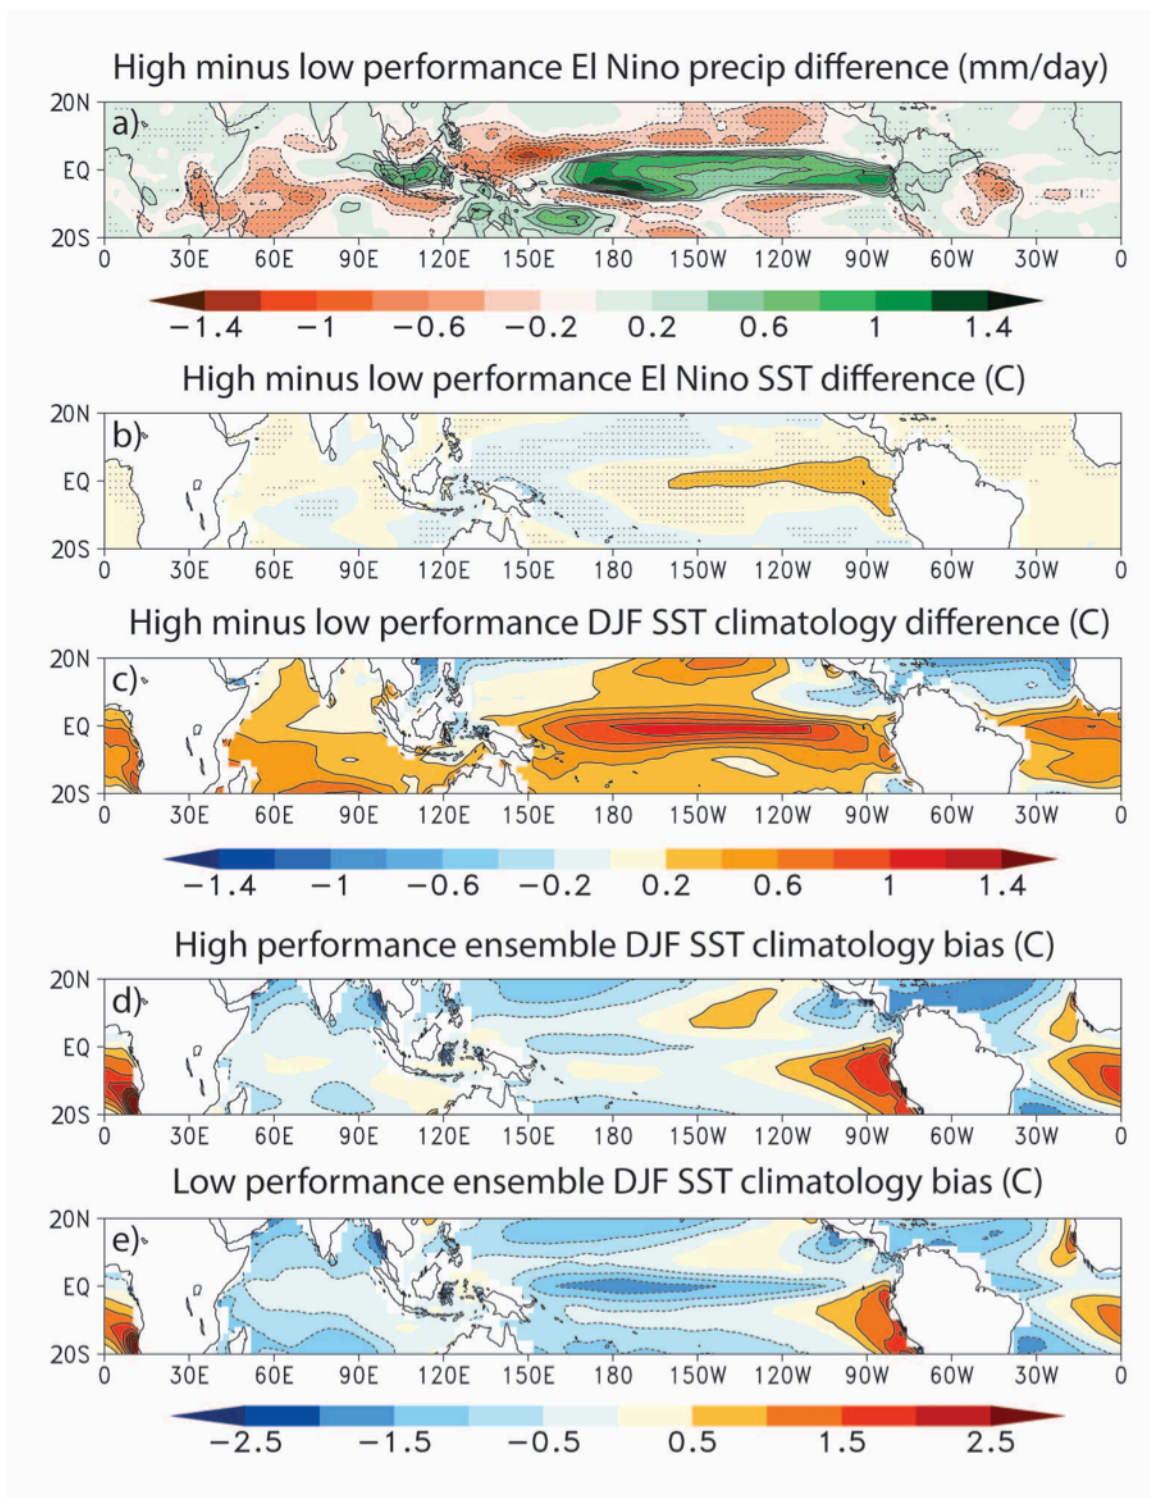 High minus low performance El Nino precip difference (mm/day)
20N
a)
EQ
20S
0 30E 60E 90E 120E 150E 180 150W 120W 90W 60W 30W 0
−1.4 −1 −0.6 −0.2 0.2 0.6 1 1.4
High minus low performance El Nino SST difference (C)
20N
b)
EQ
20S
0 30E 60E 90E 120E 150E 180 150W 120W 90W 60W 30W 0
High minus low performance DJF SST climatology difference (C)
20N
c)
EQ
20S
0 30E 60E 90E 120E 150E 180 150W 120W 90W 60W 30W 0
−1.4 −1 −0.6 −0.2 0.2 0.6 1 1.4
High performance ensemble DJF SST climatology bias (C)
20N
d)
EQ
20S
0 30E 60E 90E 120E 150E 180 150W 120W 90W 60W 30W 0
Low performance ensemble DJF SST climatology bias (C)
20N
e)
EQ
20S
0 30E 60E 90E 120E 150E 180 150W 120W 90W 60W 30W 0
−2.5 −1.5 −0.5 0.5 1.5 2.5